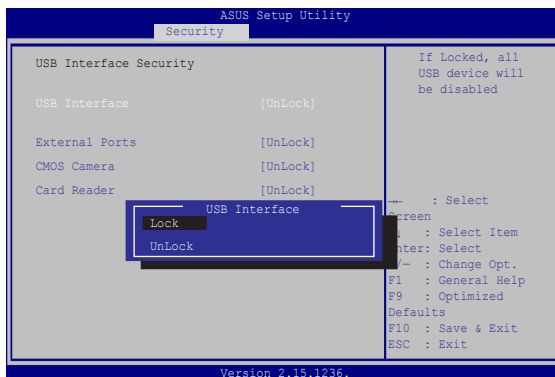 ASUS Setup Utility
Security
USB Interface Security
USB Interface [UnLock]
External Ports [UnLock]
CMOS Camera [UnLock]
Card Reader [UnLock]
USB Interface
Lock
UnLock
If Locked, all
USB device will
be disabled
→← : Select
: Select Item
: Select
: Change Opt.
F1 : General Help
F9 : Optimized
Defaults
F10 : Save & Exit
ESC : Exit
Version 2.15.1236.